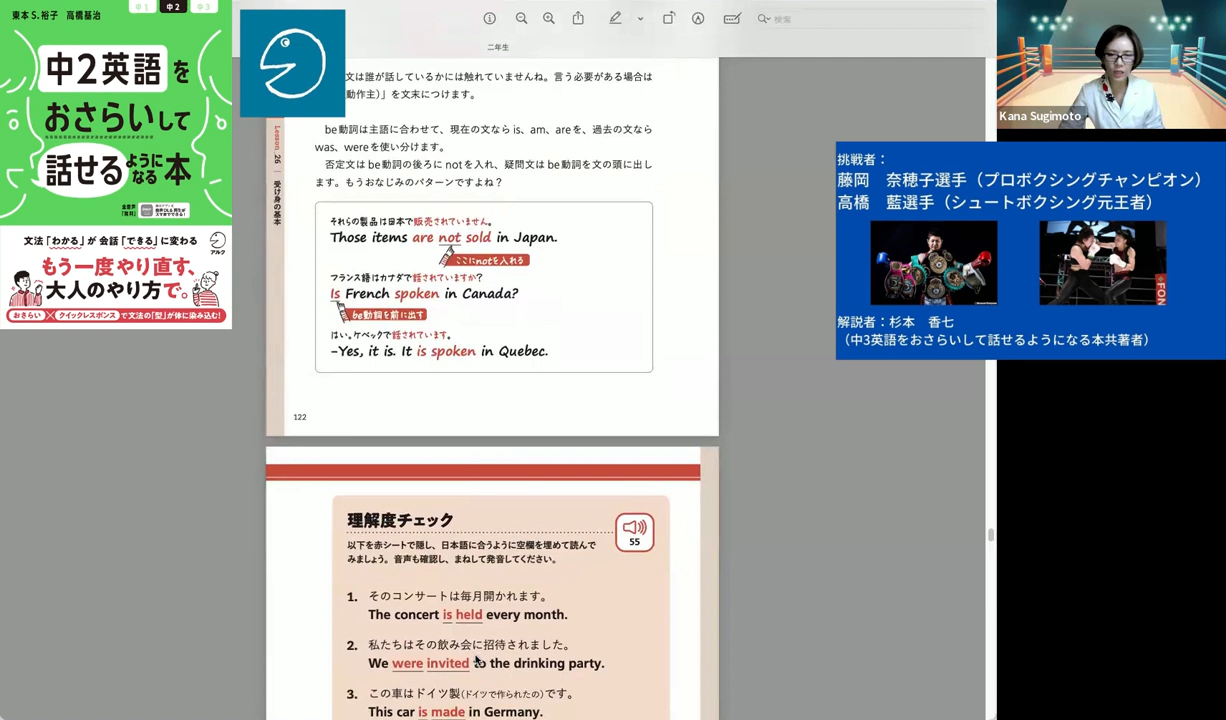 東本S.裕子 高橋基治
中1
中2
中3
中2英語を
おさらいして
話せるようになる本
文法「わかる」が会話「できる」に変わる
アルク
もう一度やり直す、
大人のやり方で。
おさらい×クイックレスポンスで文法の「型」が体に染み込む!
検索
二年生
文は誰が話しているかには触れていませんね。言う必要がある場合は
動作主)」を文末につけます。
be動詞は主語に合わせて、現在の文なら is、am、areを、過去の文なら
was、wereを使い分けます。
否定文はbe動詞の後ろに notを入れ、疑問文はbe動詞を文の頭に出し
ます。もうおなじみのパターンですよね?
Lesson 26 | 受け身の基本
それらの製品は日本で販売されていません。
Those items are not sold in Japan.
ここにnotを入れる
フランス語はカナダで話されていますか?
Is French spoken in Canada?
be動詞を前に出す
はい。ケベックで話されています。
–Yes, it is. It is spoken in Quebec.
122
理解度チェック
55
以下を赤シートで隠し、日本語に合うように空欄を埋めて読んで
みましょう。音声も確認し、まねして発音してください。
1. そのコンサートは毎月開かれます。
The concert is held every month.
2. 私たちはその飲み会に招待されました。
We were invited to the drinking party.
3. この車はドイツ製(ドイツで作られたの)です。
This car is made in Germany.
Kana Sugimoto
挑戦者:
藤岡 奈穂子選手(プロボクシングチャンピオン)
高橋 藍選手(シュートボクシング元王者)
FON
解説者:杉本 香七
(中3英語をおさらいして話せるようになる本共著者)